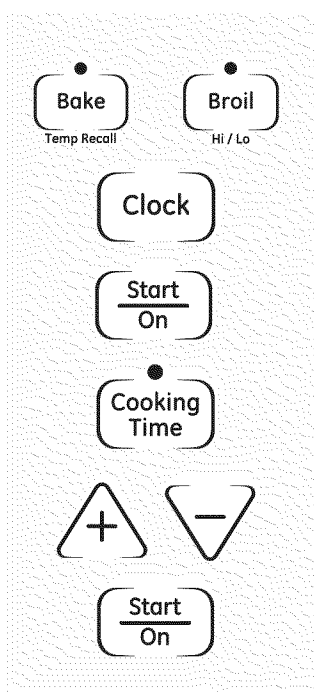 Bake Broil
Temp Recall Hi / Lo
Clock
Start
On
Cooking
Time
+ −
Start
On